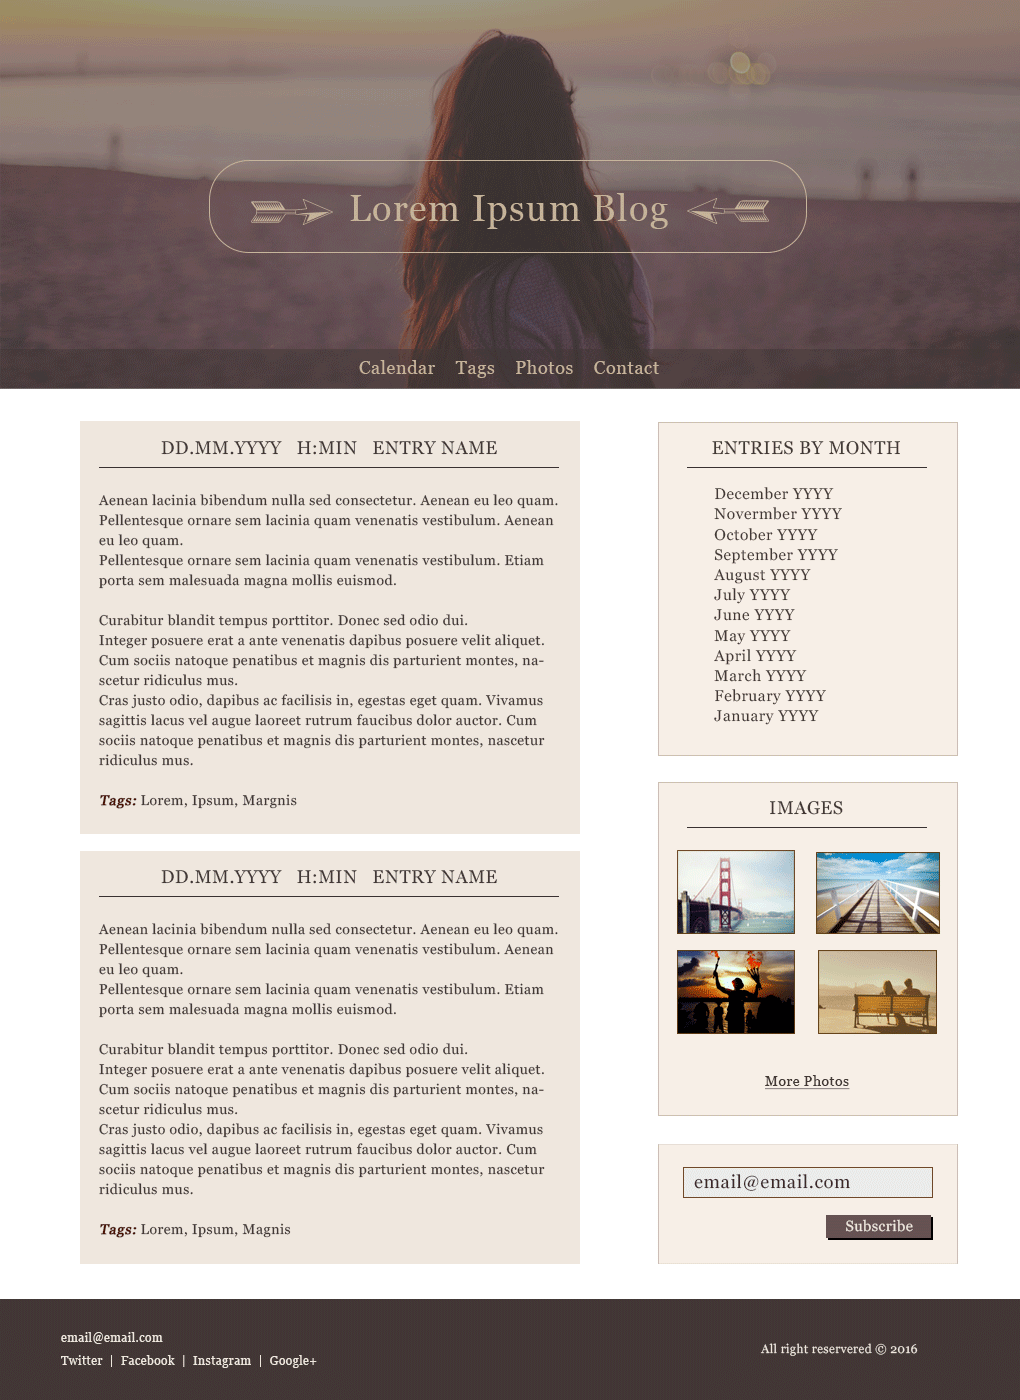 Lorem Ipsum Blog
Calendar Tags Photos Contact
DD.MM.YYYY H:MIN ENTRY NAME
Aenean lacinia bibendum nulla sed consectetur. Aenean eu leo quam.
Pellentesque ornare sem lacinia quam venenatis vestibulum. Aenean
eu leo quam.
Pellentesque ornare sem lacinia quam venenatis vestibulum. Etiam
porta sem malesuada magna mollis euismod.
Curabitur blandit tempus porttitor. Donec sed odio dui.
Integer posuere erat a ante venenatis dapibus posuere velit aliquet.
Cum sociis natoque penatibus et magnis dis parturient montes, na-
scetur ridiculus mus.
Cras justo odio, dapibus ac facilisis in, egestas eget quam. Vivamus
sagittis lacus vel augue laoreet rutrum faucibus dolor auctor. Cum
sociis natoque penatibus et magnis dis parturient montes, nascetur
ridiculus mus.
Tags: Lorem, Ipsum, Margnis
DD.MM.YYYY H:MIN ENTRY NAME
Aenean lacinia bibendum nulla sed consectetur. Aenean eu leo quam.
Pellentesque ornare sem lacinia quam venenatis vestibulum. Aenean
eu leo quam.
Pellentesque ornare sem lacinia quam venenatis vestibulum. Etiam
porta sem malesuada magna mollis euismod.
Curabitur blandit tempus porttitor. Donec sed odio dui.
Integer posuere erat a ante venenatis dapibus posuere velit aliquet.
Cum sociis natoque penatibus et magnis dis parturient montes, na-
scetur ridiculus mus.
Cras justo odio, dapibus ac facilisis in, egestas eget quam. Vivamus
sagittis lacus vel augue laoreet rutrum faucibus dolor auctor. Cum
sociis natoque penatibus et magnis dis parturient montes, nascetur
ridiculus mus.
Tags: Lorem, Ipsum, Magnis
ENTRIES BY MONTH
December YYYY
Novermber YYYY
October YYYY
September YYYY
August YYYY
July YYYY
June YYYY
May YYYY
April YYYY
March YYYY
February YYYY
January YYYY
IMAGES
More Photos
email@email.com
Subscribe
email@email.com
Twitter | Facebook | Instagram | Google+
All right reservered © 2016